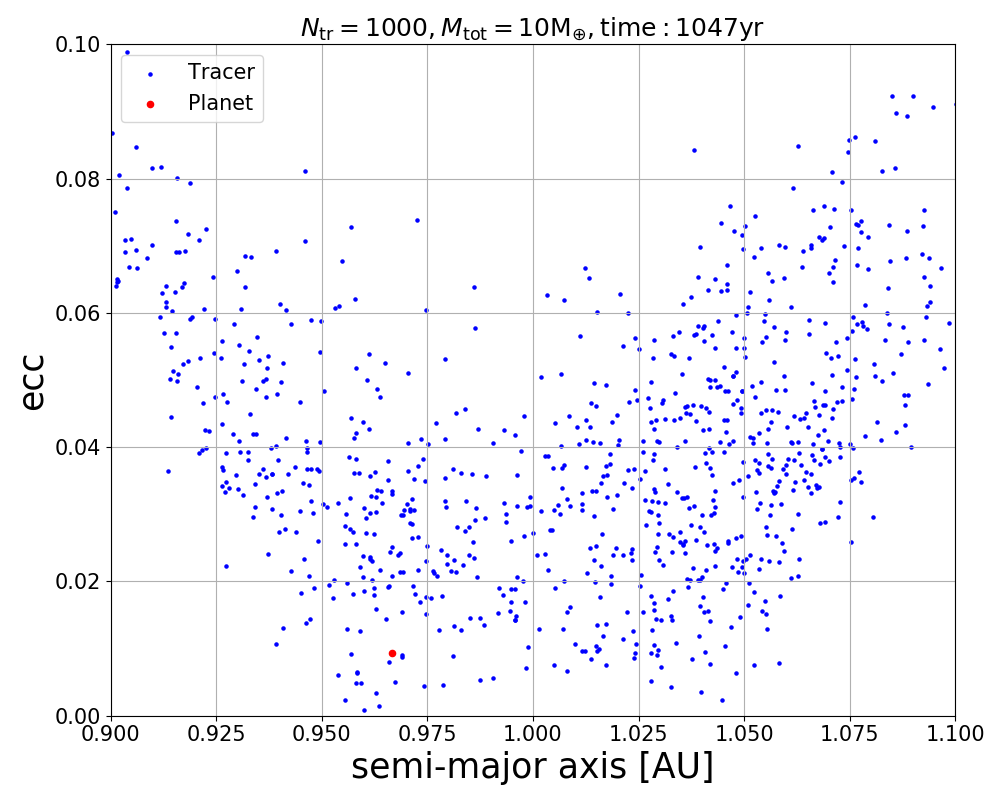 N_tr = 1000, M_tot = 10M_⊕, time : 1047yr
Tracer
Planet
ecc
0.10
0.08
0.06
0.04
0.02
0.00
0.900 0.925 0.950 0.975 1.000 1.025 1.050 1.075 1.100
semi-major axis [AU]